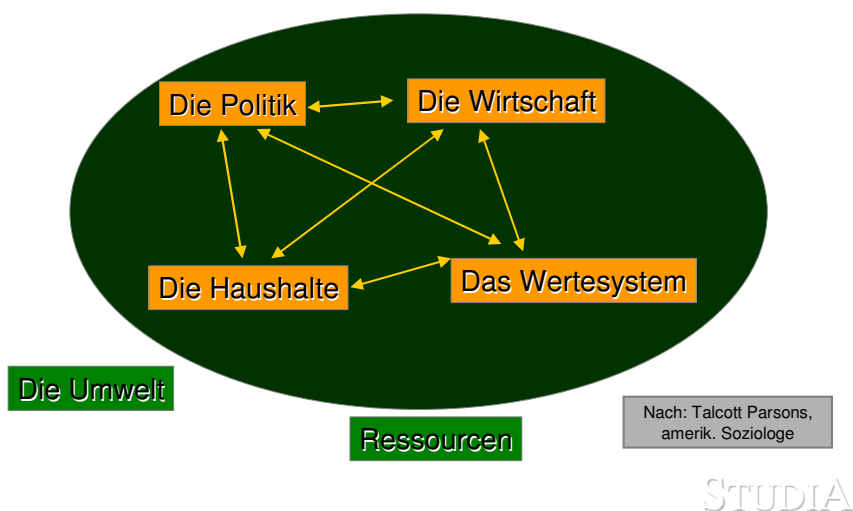 Die Politik
Die Wirtschaft
Die Haushalte
Das Wertesystem
Die Umwelt
Ressourcen
Nach: Talcott Parsons,
amerik. Soziologe
STUDIA